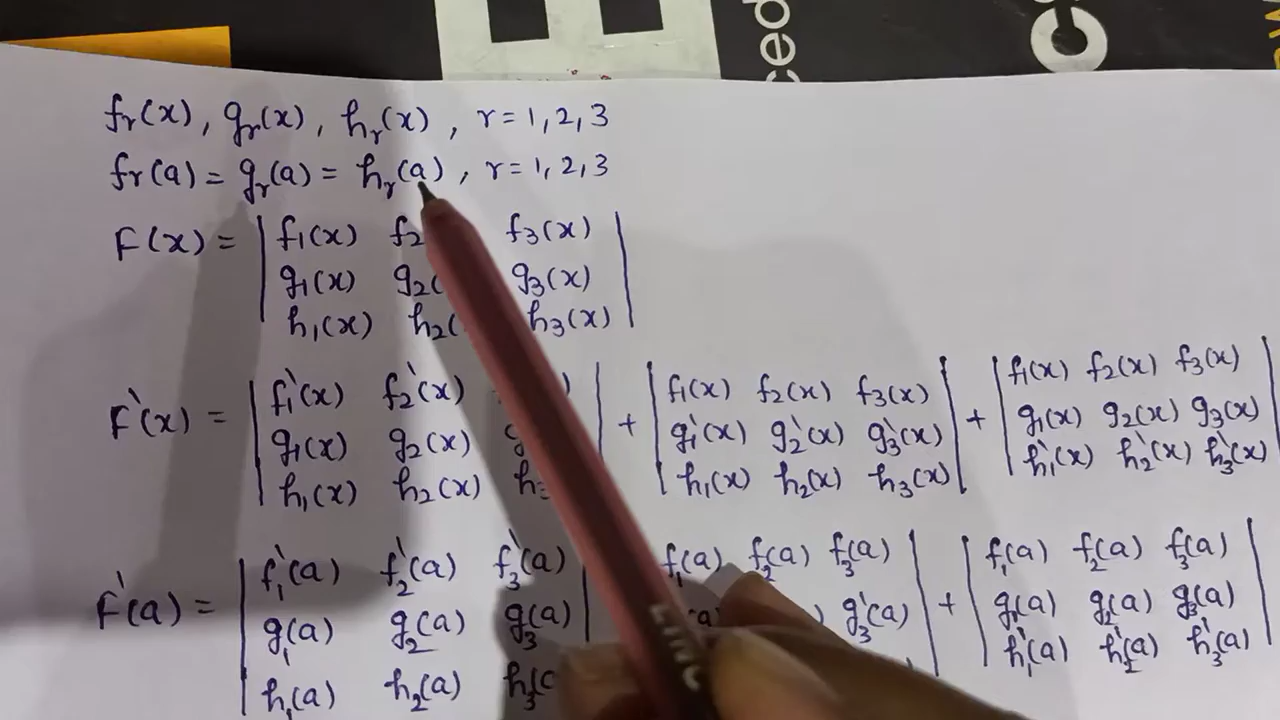 ced
fr(x), gr(x), hr(x), r = 1, 2, 3
fr(a) = gr(a) = hr(a), r = 1, 2, 3
F(x) = | f1(x) f2 f3(x) |
| g1(x) g2( g3(x) |
| h1(x) h2( h3(x) |
F'(x) = | f1'(x) f2'(x) ) | + | f1(x) f2(x) f3(x) | + | f1(x) f2(x) f3(x) |
| g1(x) g2(x) g | | g1'(x) g2'(x) g3'(x) | | g1(x) g2(x) g3(x) |
| h1(x) h2(x) h | | h1(x) h2(x) h3(x) | | h1'(x) h2'(x) h3'(x) |
F'(a) = | f1'(a) f2'(a) f3'(a) | f1(a) f2(a) f3(a) | + | f1(a) f2(a) f3(a) |
| g1(a) g2(a) g3(a) | (a) g3'(a) | | g1(a) g2(a) g3(a) |
| h1(a) h2(a) h3( | | h1'(a) h2'(a) h3'(a) |
LINC